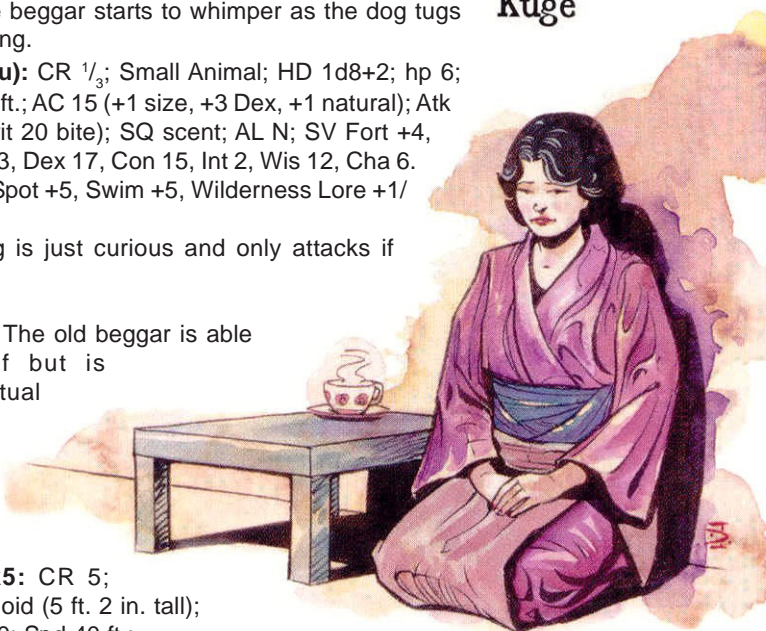 beggar starts to whimper as the dog tugs
Kuge
ng.
u): CR 1/3; Small Animal; HD 1d8+2; hp 6;
ft.; AC 15 (+1 size, +3 Dex, +1 natural); Atk
it 20 bite); SQ scent; AL N; SV Fort +4,
3, Dex 17, Con 15, Int 2, Wis 12, Cha 6.
Spot +5, Swim +5, Wilderness Lore +1/
g is just curious and only attacks if
The old beggar is able
f but is
tual
5: CR 5;
oid (5 ft. 2 in. tall);